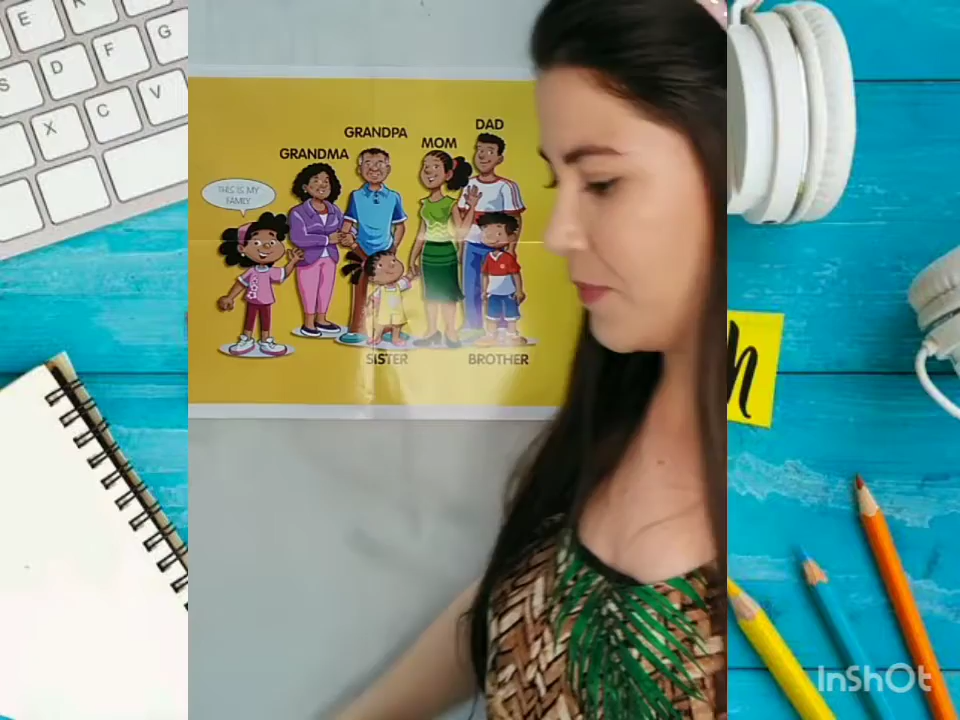 GRANDPA
DAD
MOM
GRANDMA
THIS IS MY
FAMILY
SISTER
BROTHER
E
S
D
F
G
X
C
V
InShOt